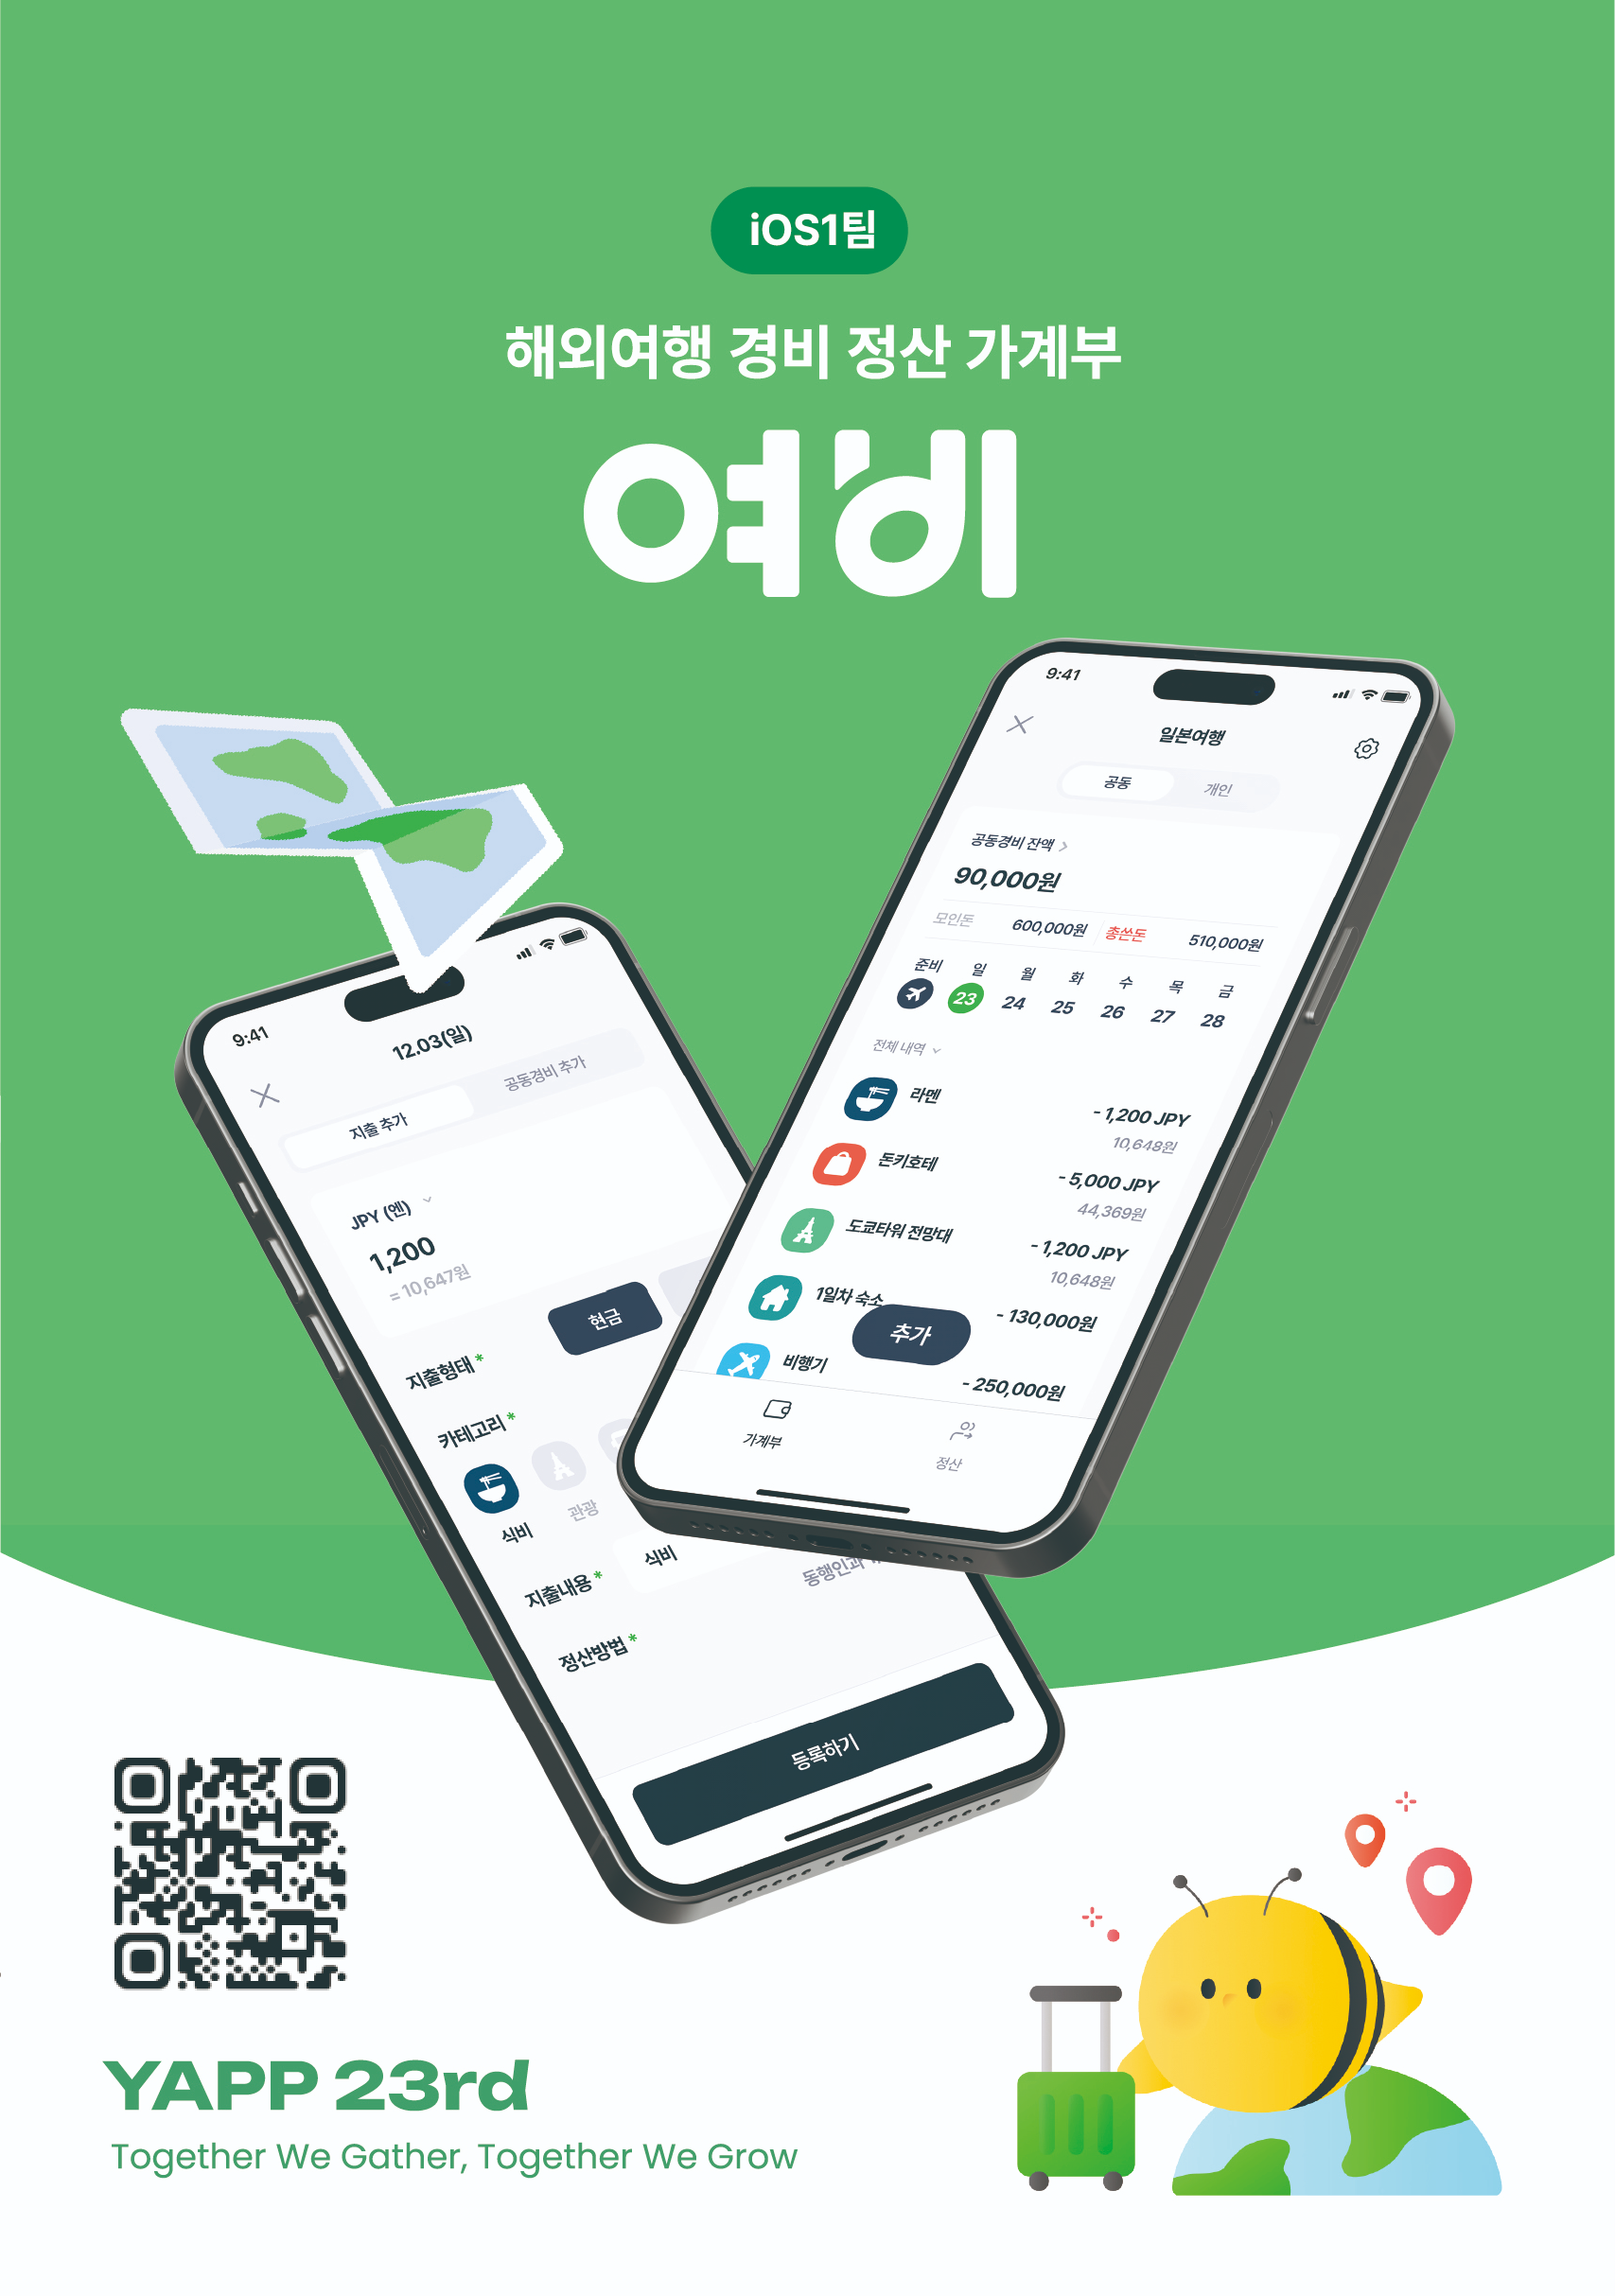 iOS1팀
해외여행 경비 정산 가계부
여비
9:41
일본여행
공동 개인
공동경비 잔액
90,000원
모인돈 600,000원 총쓴돈 510,000원
준비 일 월 화 수 목 금
23 24 25 26 27 28
전체 내역
라멘 - 1,200 JPY
10,648원
돈키호테 - 5,000 JPY
44,369원
도쿄타워 전망대 - 1,200 JPY
10,648원
1일차 숙소 - 130,000원
추가
비행기 - 250,000원
가계부 정산
9:41
12.03(일)
지출 추가 공동경비 추가
JPY (엔)
1,200
= 10,647원
지출형태 * 현금
카테고리 *
식비 관광
지출내용 * 식비
정산방법 * 동행인과
등록하기
YAPP 23rd
Together We Gather, Together We Grow